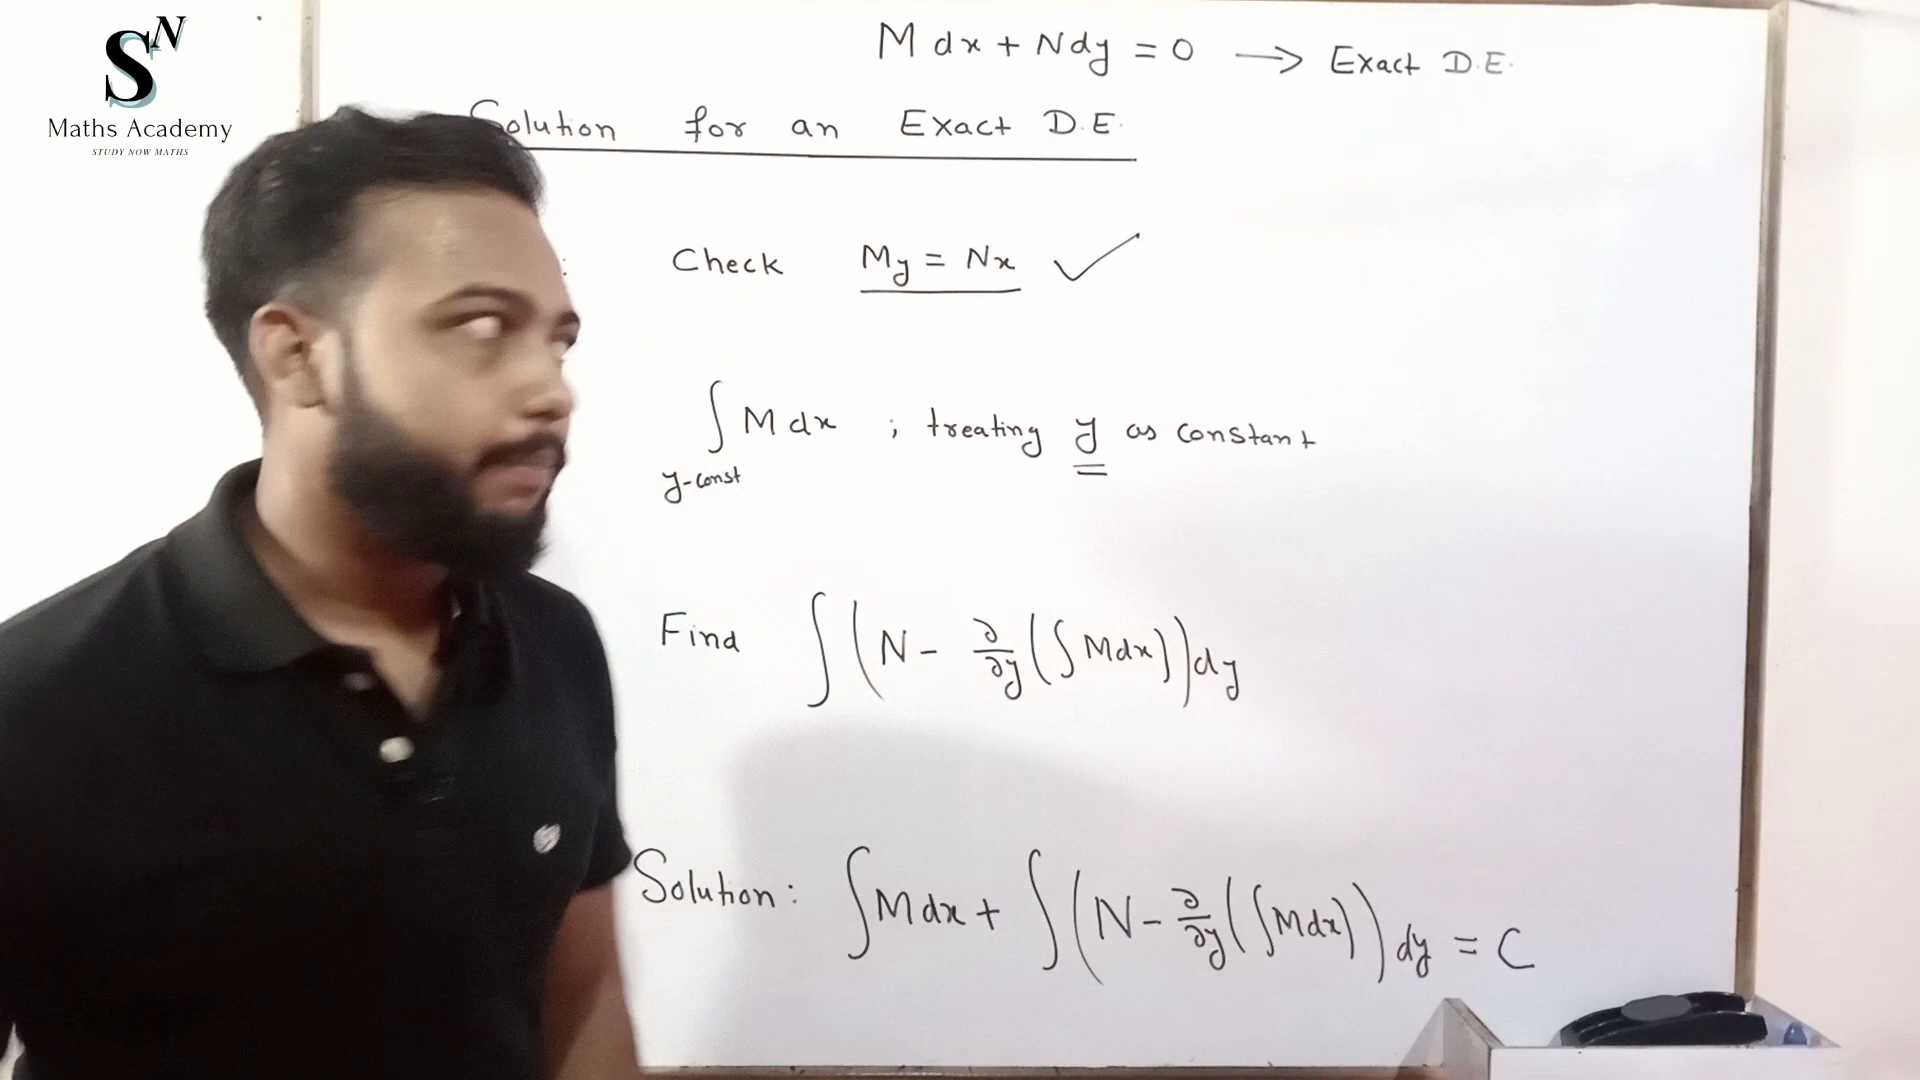 SN
Maths Academy
STUDY NOW MATHS
M dx + N dy = 0 → Exact D.E.
Solution for an Exact D.E.
: Check My = Nx ✓
∫ M dx ; treating y as constant
y-const
Find ∫(N - ∂/∂y(∫Mdx))dy
Solution: ∫Mdx + ∫(N - ∂/∂y(∫Mdx))dy = C